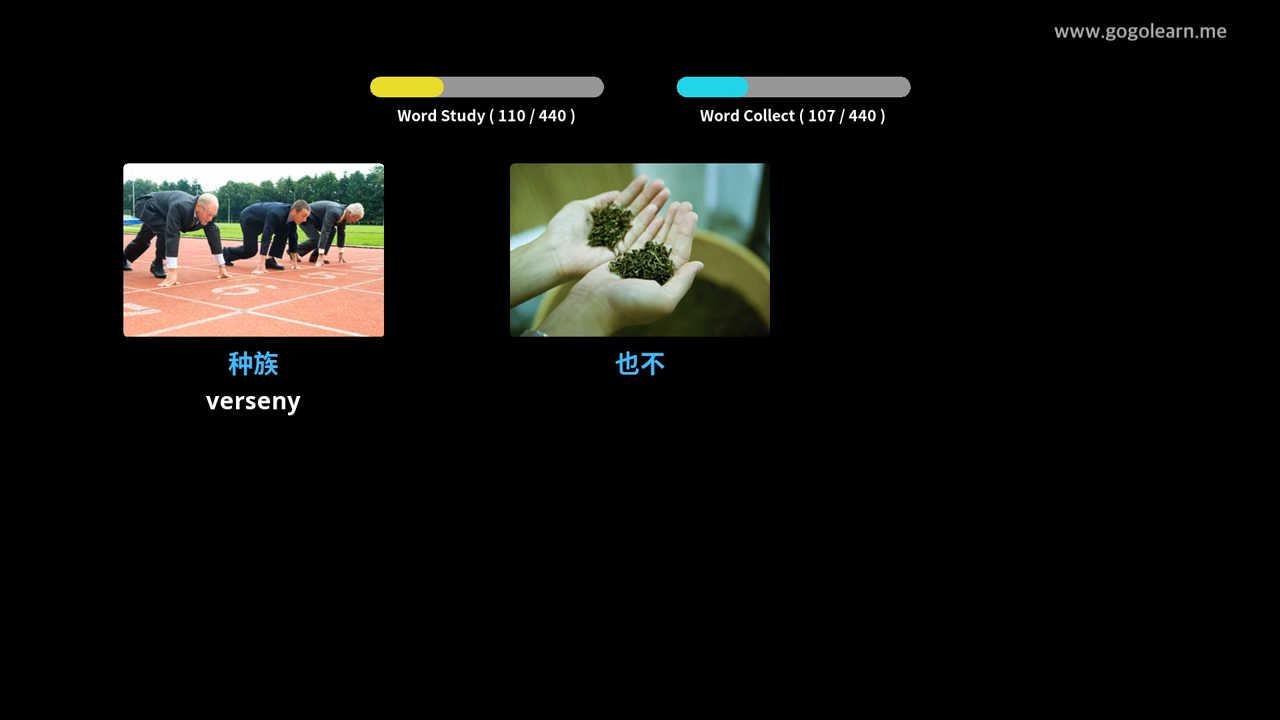 www.gogolearn.me
Word Study ( 110 / 440 )
Word Collect ( 107 / 440 )
种族
verseny
也不